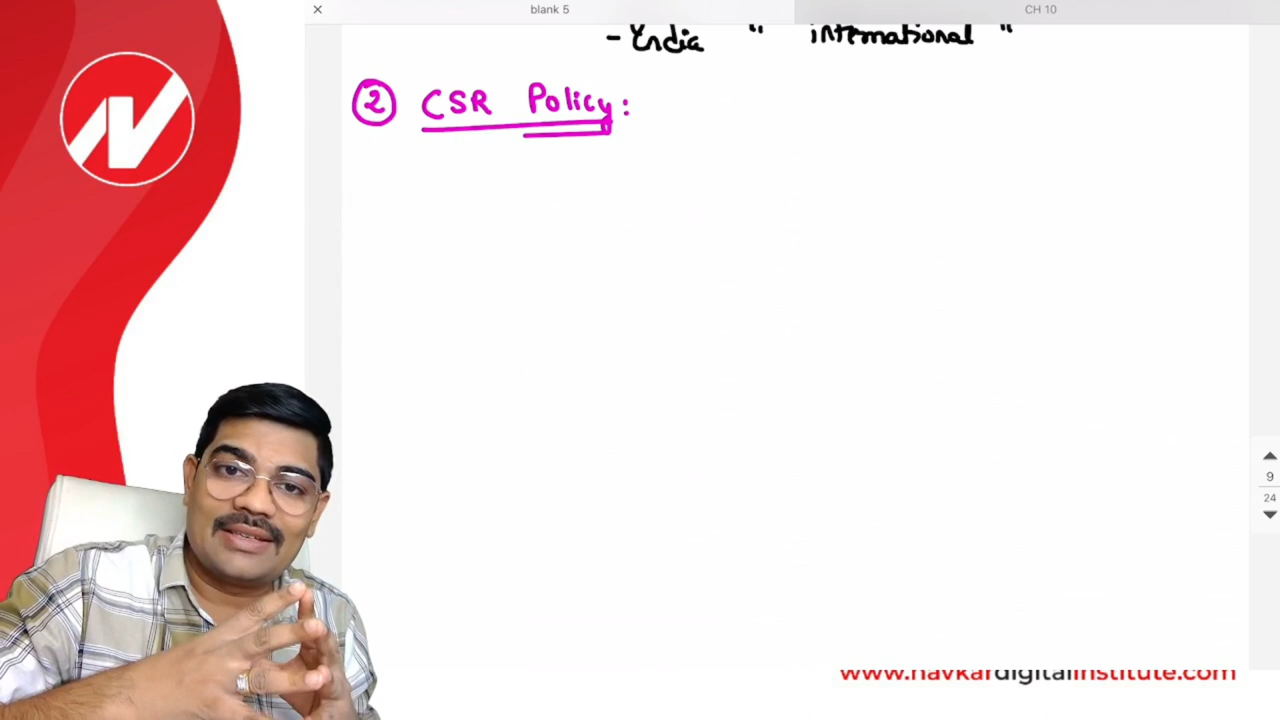 blank 5
CH 10
- India " international "
② CSR Policy:
9
24
www.navkardigitalinstitute.com